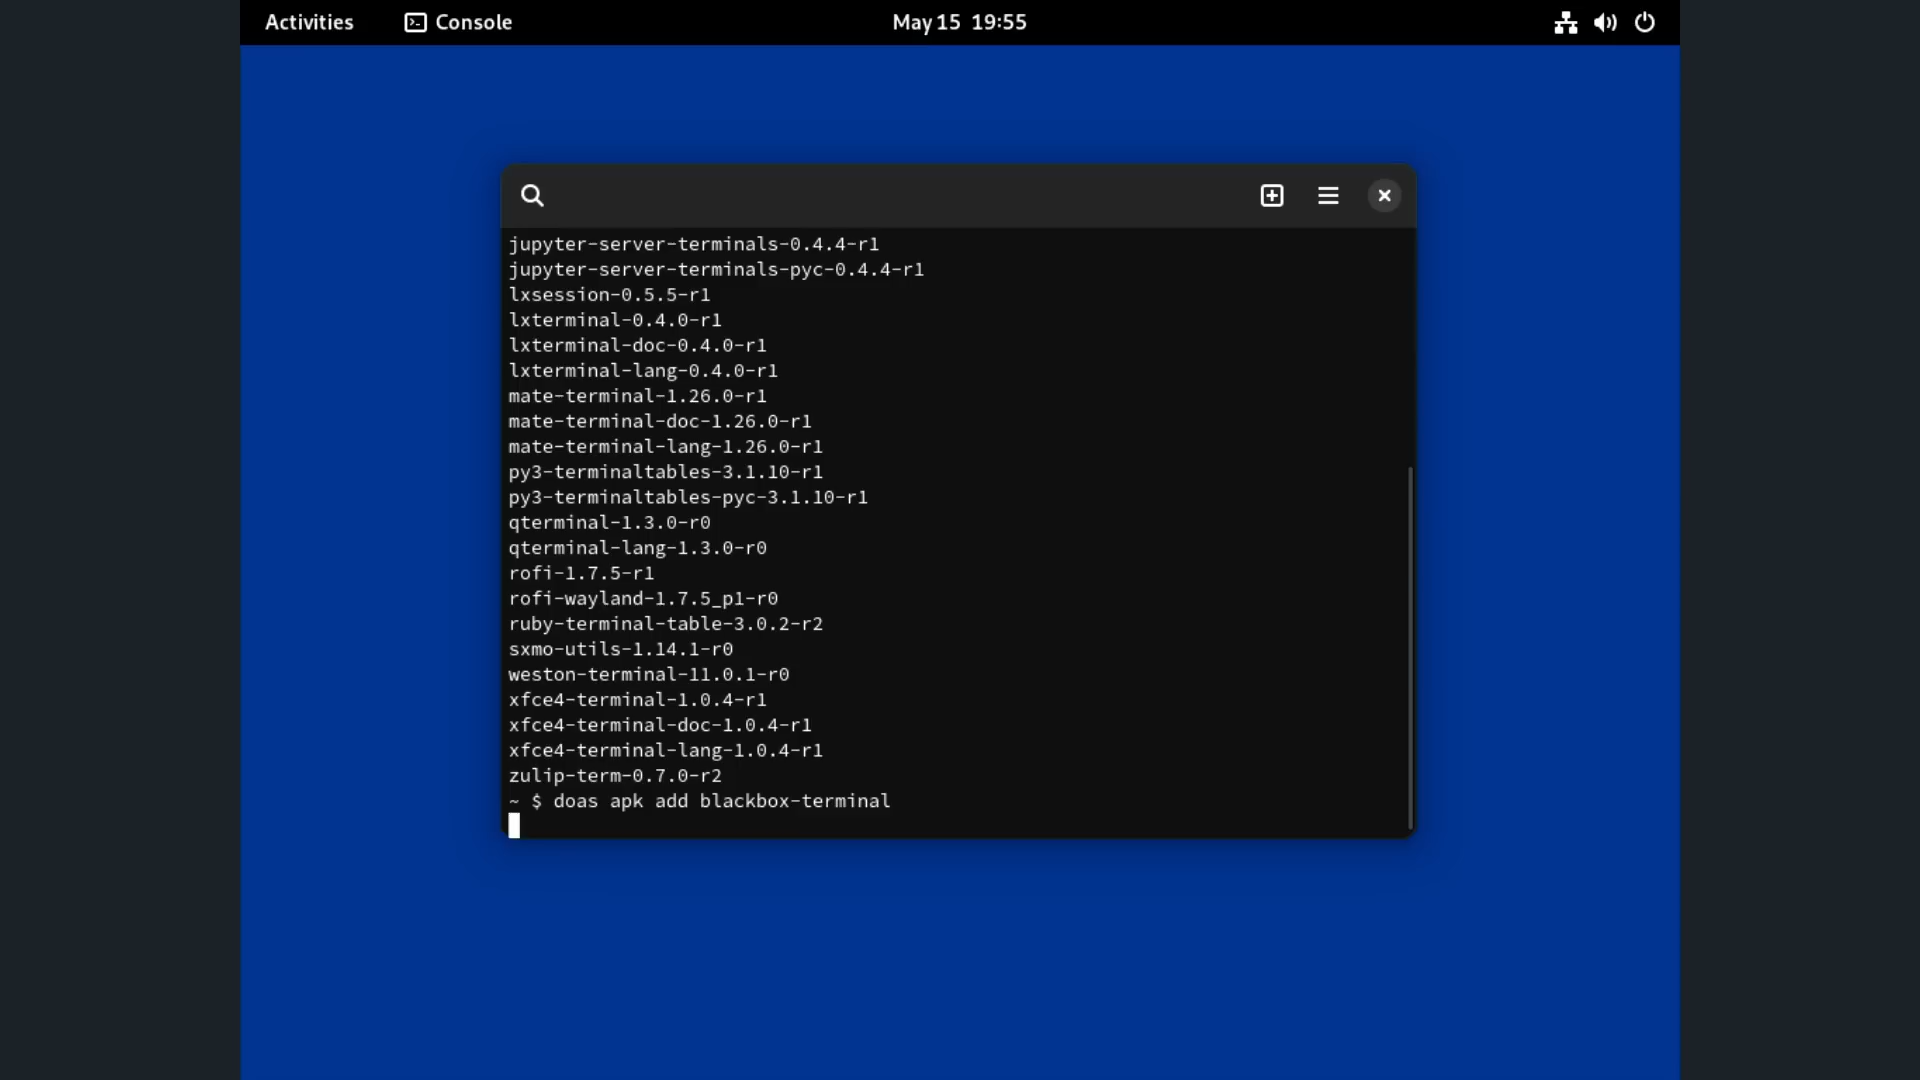 Activities Console May 15 19:55
jupyter-server-terminals-0.4.4-r1
jupyter-server-terminals-pyc-0.4.4-r1
lxsession-0.5.5-r1
lxterminal-0.4.0-r1
lxterminal-doc-0.4.0-r1
lxterminal-lang-0.4.0-r1
mate-terminal-1.26.0-r1
mate-terminal-doc-1.26.0-r1
mate-terminal-lang-1.26.0-r1
py3-terminaltables-3.1.10-r1
py3-terminaltables-pyc-3.1.10-r1
qterminal-1.3.0-r0
qterminal-lang-1.3.0-r0
rofi-1.7.5-r1
rofi-wayland-1.7.5_p1-r0
ruby-terminal-table-3.0.2-r2
sxmo-utils-1.14.1-r0
weston-terminal-11.0.1-r0
xfce4-terminal-1.0.4-r1
xfce4-terminal-doc-1.0.4-r1
xfce4-terminal-lang-1.0.4-r1
zulip-term-0.7.0-r2
~ $ doas apk add blackbox-terminal